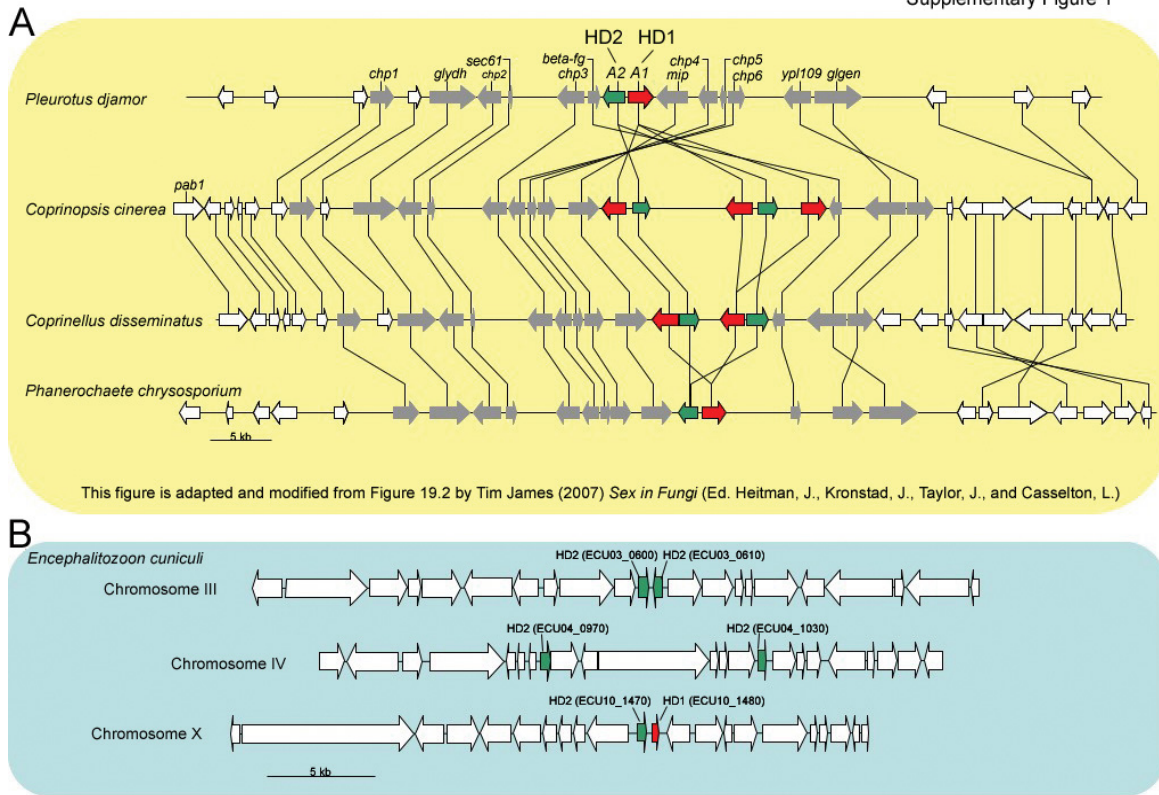 Supplementary Figure 1
A
HD2 HD1
sec61 beta-fg chp4 chp5
chp1 glydh chp2 chp3 A2 A1 mip chp6 ypl109 glgen
Pleurotus djamor
pab1
Coprinopsis cinerea
Coprinellus disseminatus
Phanerochaete chrysosporium
5 kb
This figure is adapted and modified from Figure 19.2 by Tim James (2007) Sex in Fungi (Ed. Heitman, J., Kronstad, J., Taylor, J., and Casselton, L.)
B
Encephalitozoon cuniculi
HD2 (ECU03_0600) HD2 (ECU03_0610)
Chromosome III
HD2 (ECU04_0970) HD2 (ECU04_1030)
Chromosome IV
HD2 (ECU10_1470) HD1 (ECU10_1480)
Chromosome X
5 kb